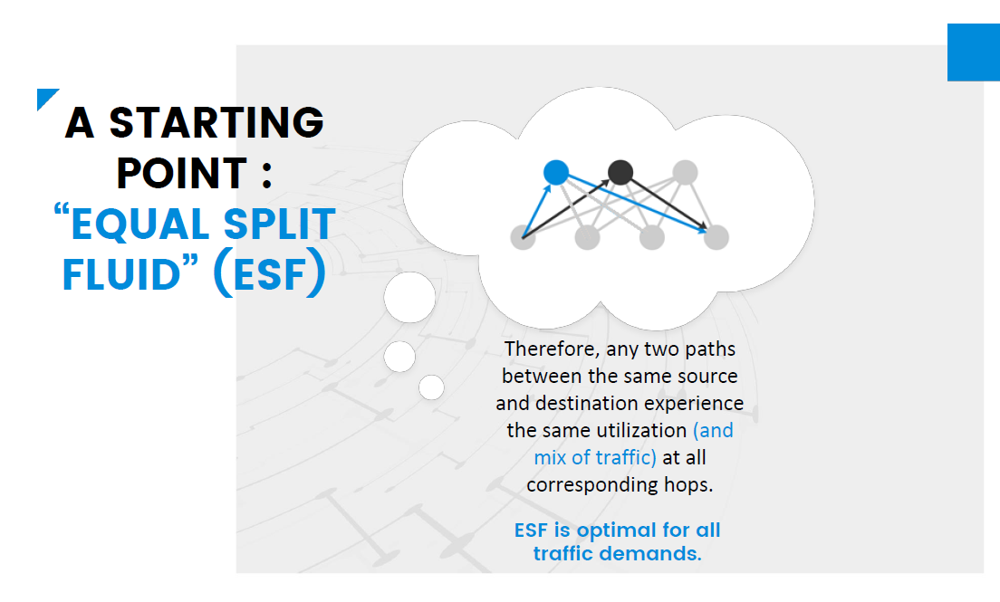 A STARTING
POINT :
“EQUAL SPLIT
FLUID” (ESF)
Therefore, any two paths
between the same source
and destination experience
the same utilization (and
mix of traffic) at all
corresponding hops.
ESF is optimal for all
traffic demands.